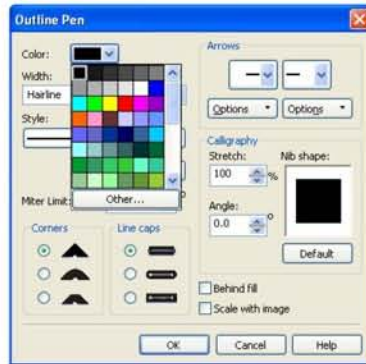 Outline Pen
Color:
Width:
Hairline
Style:
Other...
Miter Limit:
Corners
Line caps
Arrows
Options
Options
Calligraphy
Stretch:
100
%
Angle:
0.0
°
Nib shape:
Default
Behind fill
Scale with image
OK
Cancel
Help